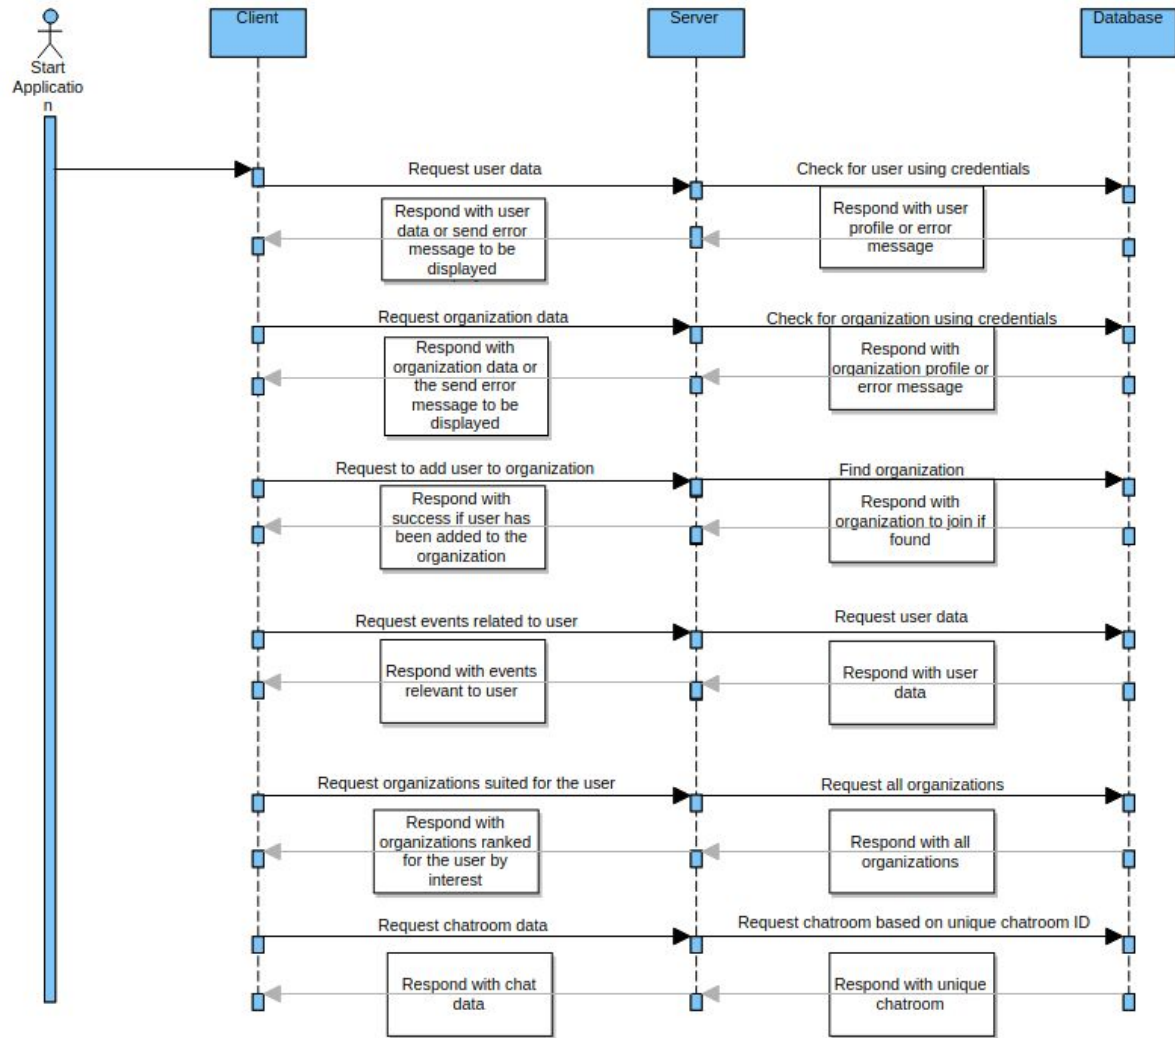 Client
Server
Database
Start
Applicatio
n
Request user data
Check for user using credentials
Respond with user
data or send error
message to be
displayed
Respond with user
profile or error
message
Request organization data
Check for organization using credentials
Respond with
organization data or
the send error
message to be
displayed
Respond with
organization profile or
error message
Request to add user to organization
Find organization
Respond with
success if user has
been added to the
organization
Respond with
organization to join if
found
Request events related to user
Request user data
Respond with events
relevant to user
Respond with user
data
Request organizations suited for the user
Request all organizations
Respond with
organizations ranked
for the user by
interest
Respond with all
organizations
Request chatroom data
Request chatroom based on unique chatroom ID
Respond with chat
data
Respond with unique
chatroom